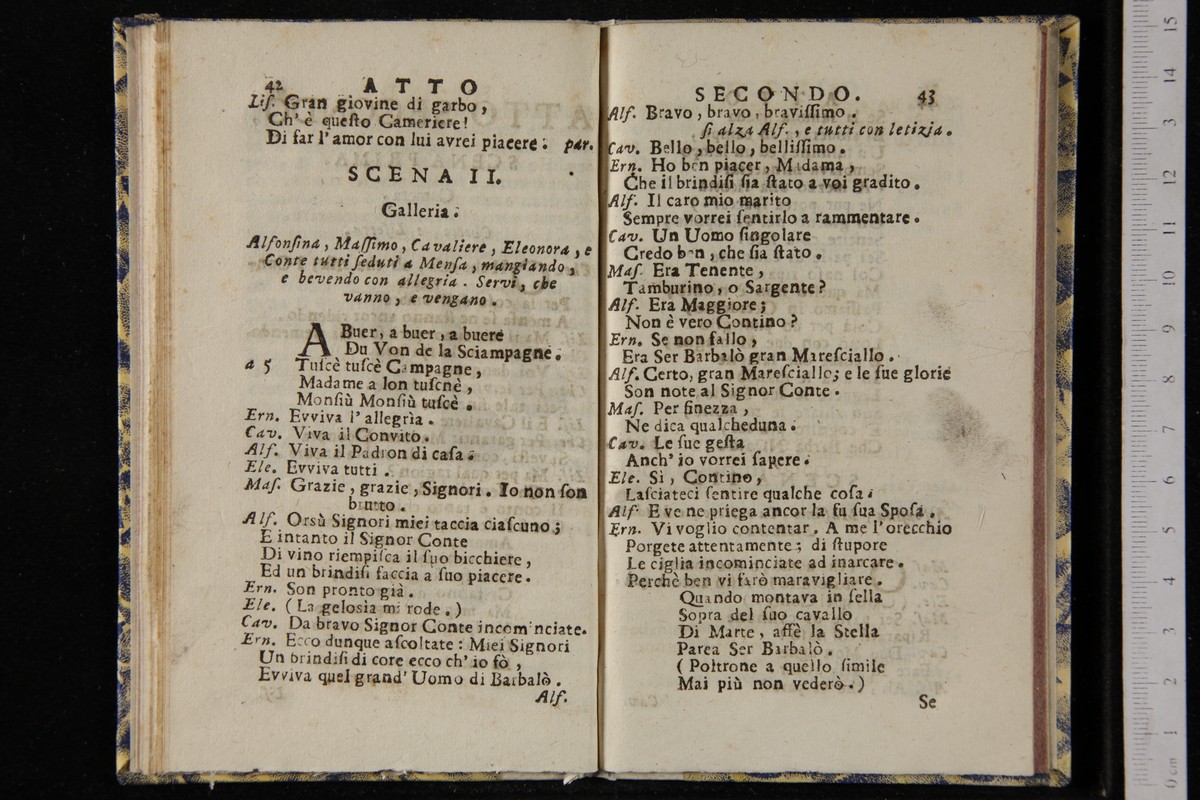 42 ATTO
Lis. Gran giovine di garbo,
Ch' è questo Cameriere!
Di far l'amor con lui avrei piacere. par.
SCENA II.
Galleria.
Alfonsina, Massimo, Cavaliere, Eleonora, e
Conte tutti seduti a Mensa, mangiando,
e bevendo con allegria. Servi, che
vanno, e vengano.
ABuer, a buer, a buere
Du Von de la Sciampagne.
a 5 Tuscè tuscè Campagne,
Madame a lon tuscnè,
Monsiù Monsiù tuscè.
Ern. Evviva l'allegrìa.
Cav. Viva il Convito.
Alf. Viva il Padron di casa.
Ele. Evviva tutti.
Mas. Grazie, grazie, Signori. Io non son
brutto.
Alf. Orsù Signori miei taccia ciascuno;
E intanto il Signor Conte
Di vino riempisca il suo bicchiere,
Ed un brindisi faccia a suo piacere.
Ern. Son pronto già.
Ele. (La gelosia mi rode.)
Cav. Da bravo Signor Conte incominciate.
Ern. Ecco dunque ascoltate: Miei Signori
Un brindisi di core ecco ch'io fò,
Evviva quel grand'Uomo di Barbalò.
Alf.
SECONDO. 43
Alf. Bravo, bravo, bravissimo.
si alza Alf., e tutti con letizia.
Cav. Bello, bello, bellissimo.
Ern. Ho ben piacer, Madama,
Che il brindisi sia stato a voi gradito.
Alf. Il caro mio marito
Sempre vorrei sentirlo a rammentare.
Cav. Un Uomo singolare
Credo ben, che sia stato.
Mas. Era Tenente,
Tamburino, o Sargente?
Alf. Era Maggiore;
Non è vero Contino?
Ern. Se non fallo,
Era Ser Barbalò gran Maresciallo.
Alf. Certo, gran Maresciallo; e le sue glorie
Son note al Signor Conte.
Mas. Per finezza,
Ne dica qualcheduna.
Cav. Le sue gesta
Anch'io vorrei sapere.
Ele. Sì, Contino,
Lasciateci sentire qualche cosa.
Alf. E ve ne priega ancor la fu sua Sposa.
Ern. Vi voglio contentar. A me l'orecchio
Porgete attentamente; di stupore
Le ciglia incominciate ad inarcare.
Perchè ben vi farò maravigliare.
Quando montava in sella
Sopra del suo cavallo
Di Marte, affè la Stella
Parea Ser Barbalò.
(Poltrone a quello simile
Mai più non vederò.)
Se